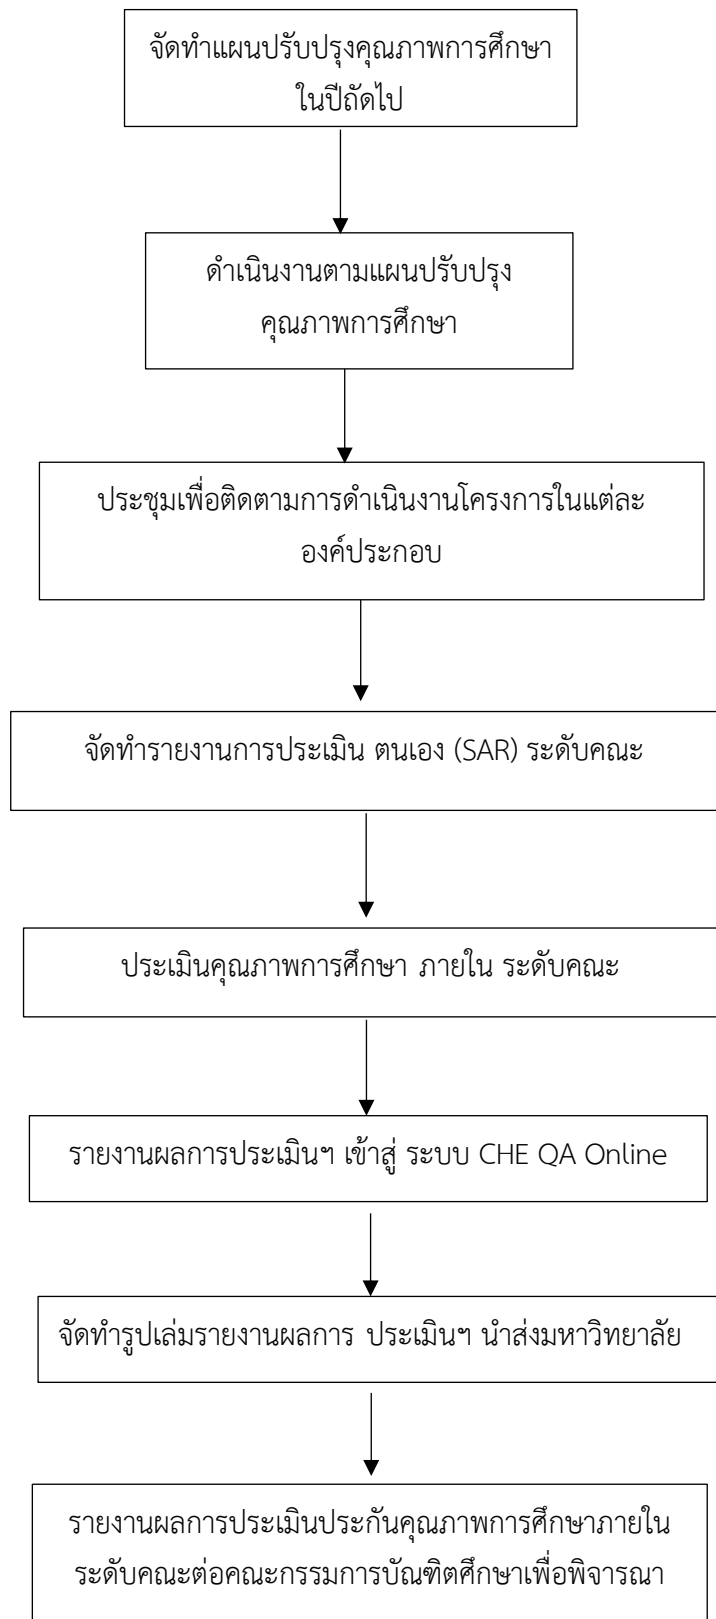 จัดทำแผนปรับปรุงคุณภาพการศึกษา
ในปีถัดไป
ดำเนินงานตามแผนปรับปรุง
คุณภาพการศึกษา
ประชุมเพื่อติดตามการดำเนินงานโครงการในแต่ละ
องค์ประกอบ
จัดทำรายงานการประเมิน ตนเอง (SAR) ระดับคณะ
ประเมินคุณภาพการศึกษา ภายใน ระดับคณะ
รายงานผลการประเมินฯ เข้าสู่ ระบบ CHE QA Online
จัดทำรูปเล่มรายงานผลการ ประเมินฯ นำส่งมหาวิทยาลัย
รายงานผลการประเมินประกันคุณภาพการศึกษาภายใน
ระดับคณะต่อคณะกรรมการบัณฑิตศึกษาเพื่อพิจารณา